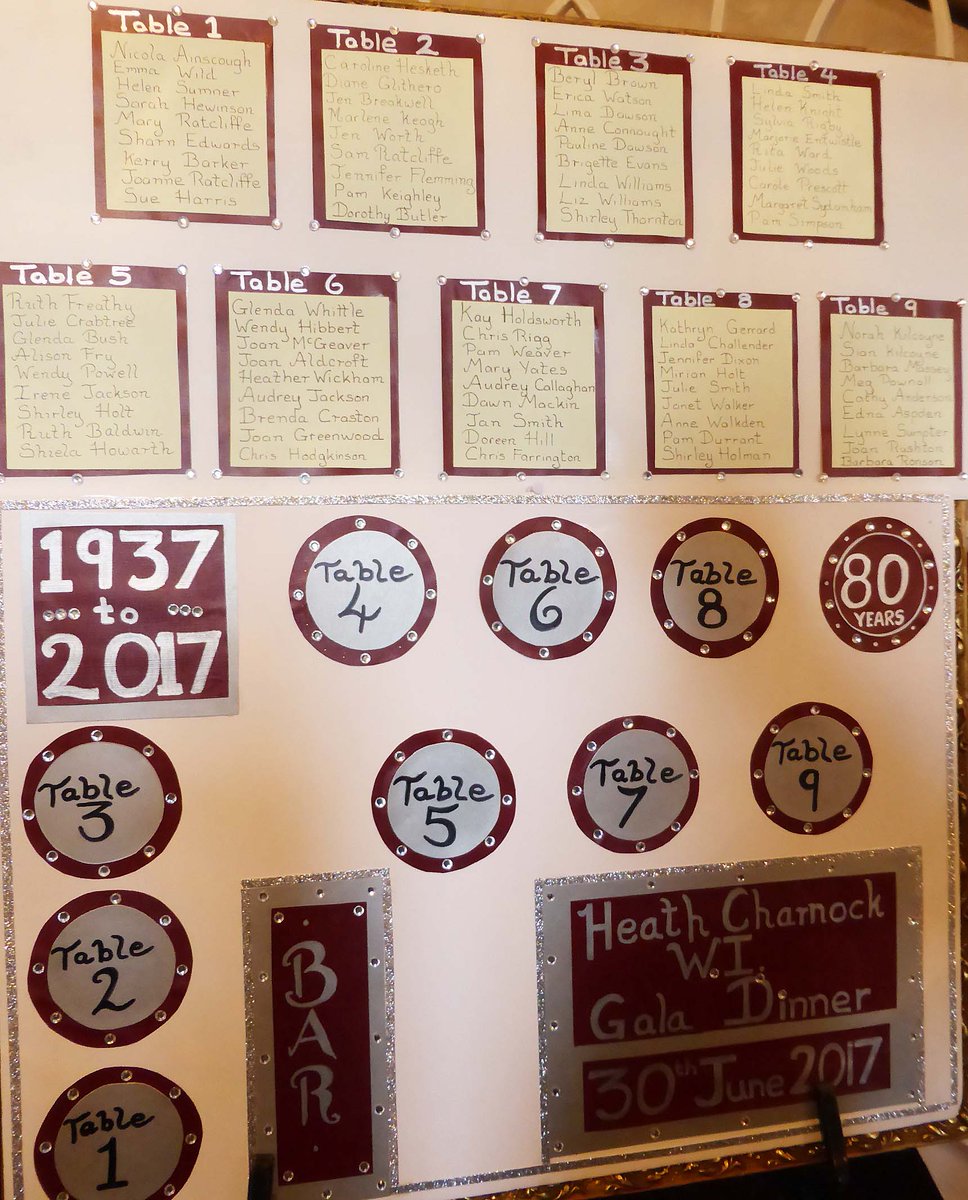 Table 1
Nicola Ainscough
Emma Wild
Helen Sumner
Sarah Hewinson
Mary Ratcliffe
Sharn Edwards
Kerry Barker
Joanne Ratcliffe
Sue Harris
Table 2
Caroline Hesketh
Diane Glithero
Jen Breakwell
Marlene Keogh
Jen Worth
Sam Ratcliffe
Jennifer Flemming
Pam Keighley
Dorothy Butler
Table 3
Beryl Brown
Erica Watson
Lima Dawson
Anne Connought
Pauline Dawson
Brigette Evans
Linda Williams
Liz Williams
Shirley Thornton
Table 4
Linda Smith
Helen Knight
Sylvia Rigby
Marjorie Entwistle
Rita Ward
Julie Woods
Carole Prescott
Margaret Sydenham
Pam Simpson
Table 5
Ruth Freathy
Julie Crabtree
Glenda Bush
Alison Fry
Wendy Powell
Irene Jackson
Shirley Holt
Ruth Baldwin
Shiela Howarth
Table 6
Glenda Whittle
Wendy Hibbert
Joan McGeaver
Joan Aldcroft
Heather Wickham
Audrey Jackson
Brenda Craston
Joan Greenwood
Chris Hodgkinson
Table 7
Kay Holdsworth
Chris Rigg
Pam Weaver
Mary Yates
Audrey Callaghan
Dawn Mackin
Jan Smith
Doreen Hill
Chris Farrington
Table 8
Kathryn Gerrard
Linda Challender
Jennifer Dixon
Mirian Holt
Julie Smith
Janet Walker
Anne Walkden
Pam Durrant
Shirley Holman
Table 9
Norah Kilcoyne
Sian Kilcoyne
Barbara Massey
Meg Pownall
Cathy Anderson
Edna Aspden
Lynne Sumpter
Joan Rushton
Barbara Ronson
1937
to
2017
Table
4
Table
6
Table
8
80
YEARS
Table
3
Table
5
Table
7
Table
9
Table
2
Table
1
BAR
Heath Charnock
W.I.
Gala Dinner
30th June 2017